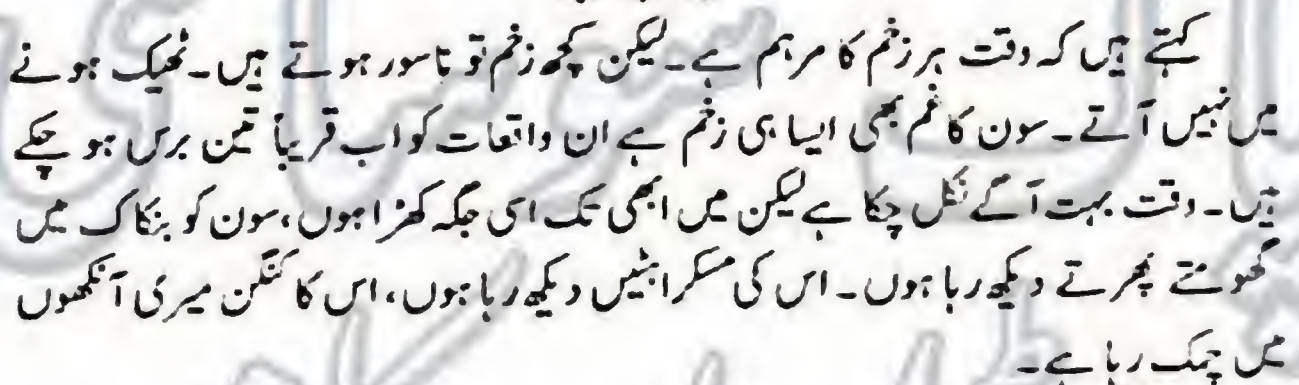 کہتے ہیں کہ وقت ہر زخم کا مرہم ہے۔ لیکن کچھ زخم تو ناسور ہوتے ہیں۔ ٹھیک ہونے
میں نہیں آتے۔ سون کا غم بھی ایسا ہی زخم ہے ان واقعات کو اب قریباً تین برس ہو چکے
ہیں۔ وقت بہت آگے نکل چکا ہے لیکن میں ابھی تک اسی جگہ کھڑا ہوں، سون کو بنکاک میں
گھومتے پھرتے دیکھ رہا ہوں۔ اس کی مسکراہٹیں دیکھ رہا ہوں، اس کا کنگن میری آنکھوں
میں چمک رہا ہے۔